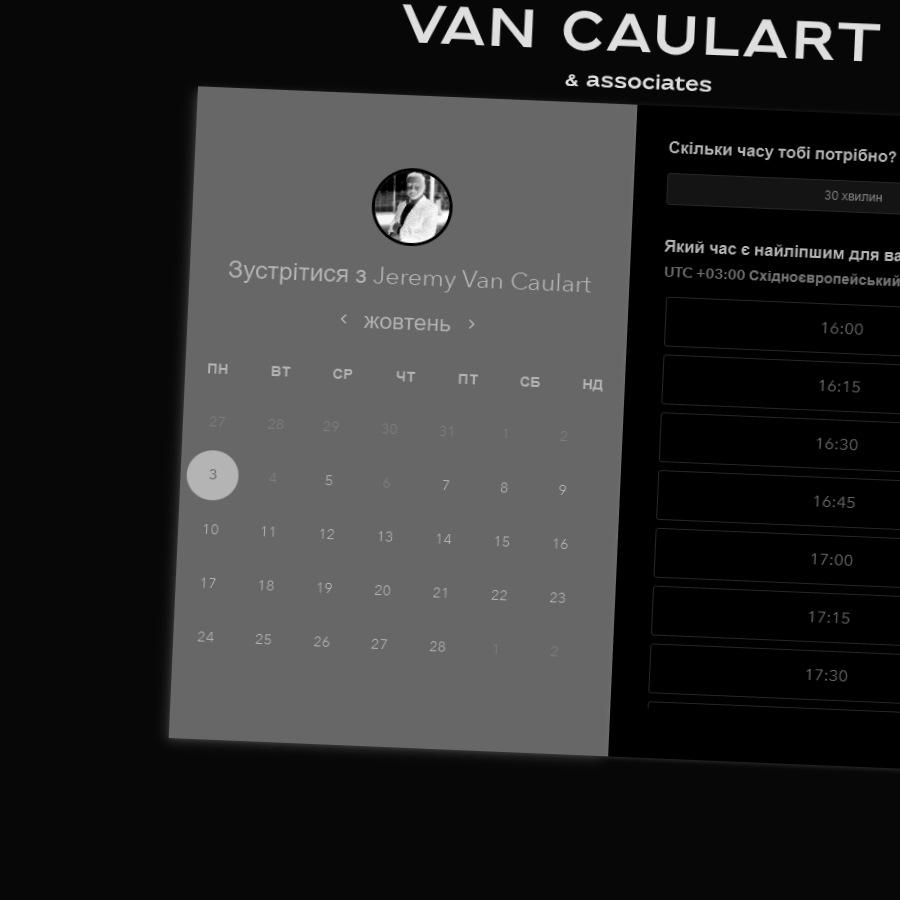 VAN CAULART
& associates
Зустрітися з Jeremy Van Caulart
< жовтень >
ПН ВТ СР ЧТ ПТ СБ НД
27 28 29 30 31 1 2
3 4 5 6 7 8 9
10 11 12 13 14 15 16
17 18 19 20 21 22 23
24 25 26 27 28 1 2
Скільки часу тобі потрібно?
30 хвилин
Який час є найліпшим для ва
UTC +03:00 Східноєвропейський
16:00
16:15
16:30
16:45
17:00
17:15
17:30